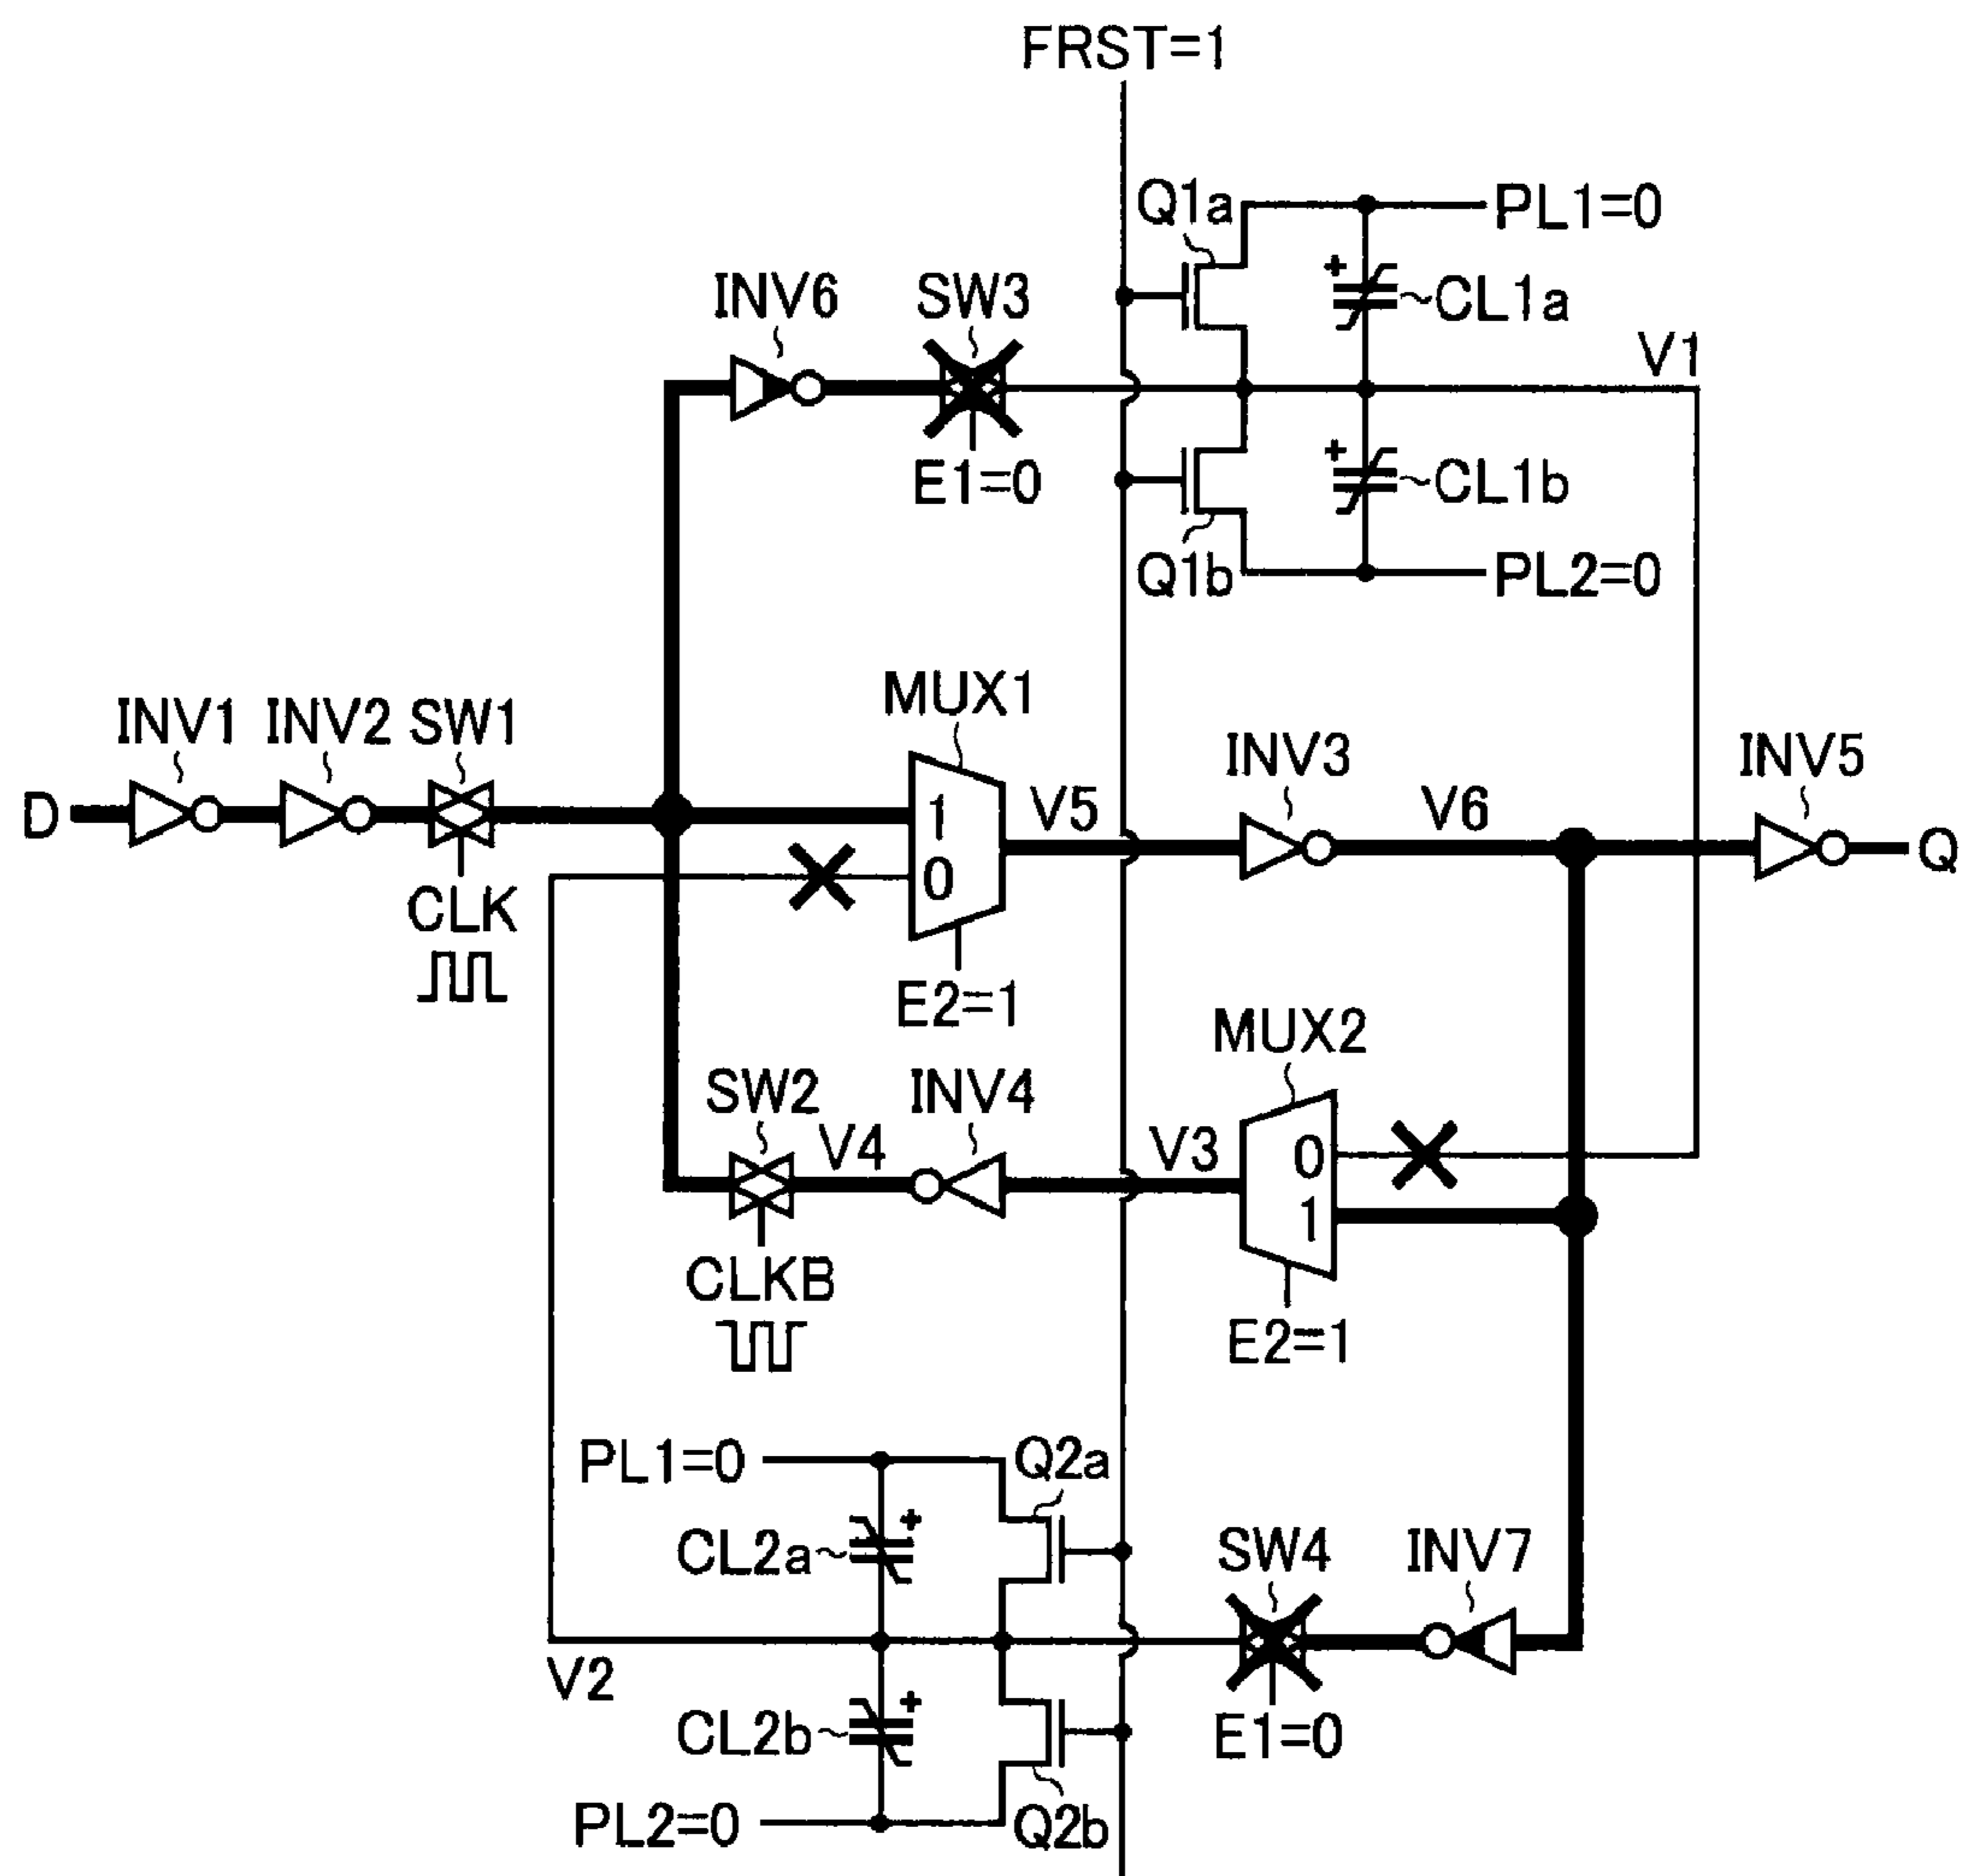 FRST=1
Q1a
PL1=0
INV6
SW3
+
CL1a
V1
E1=0
+
CL1b
Q1b
PL2=0
MUX1
INV1
INV2
SW1
INV3
INV5
D
1
V5
V6
Q
0
CLK
E2=1
MUX2
SW2
INV4
V4
V3
0
1
CLKB
E2=1
PL1=0
Q2a
+
CL2a
SW4
INV7
V2
+
CL2b
E1=0
PL2=0
Q2b